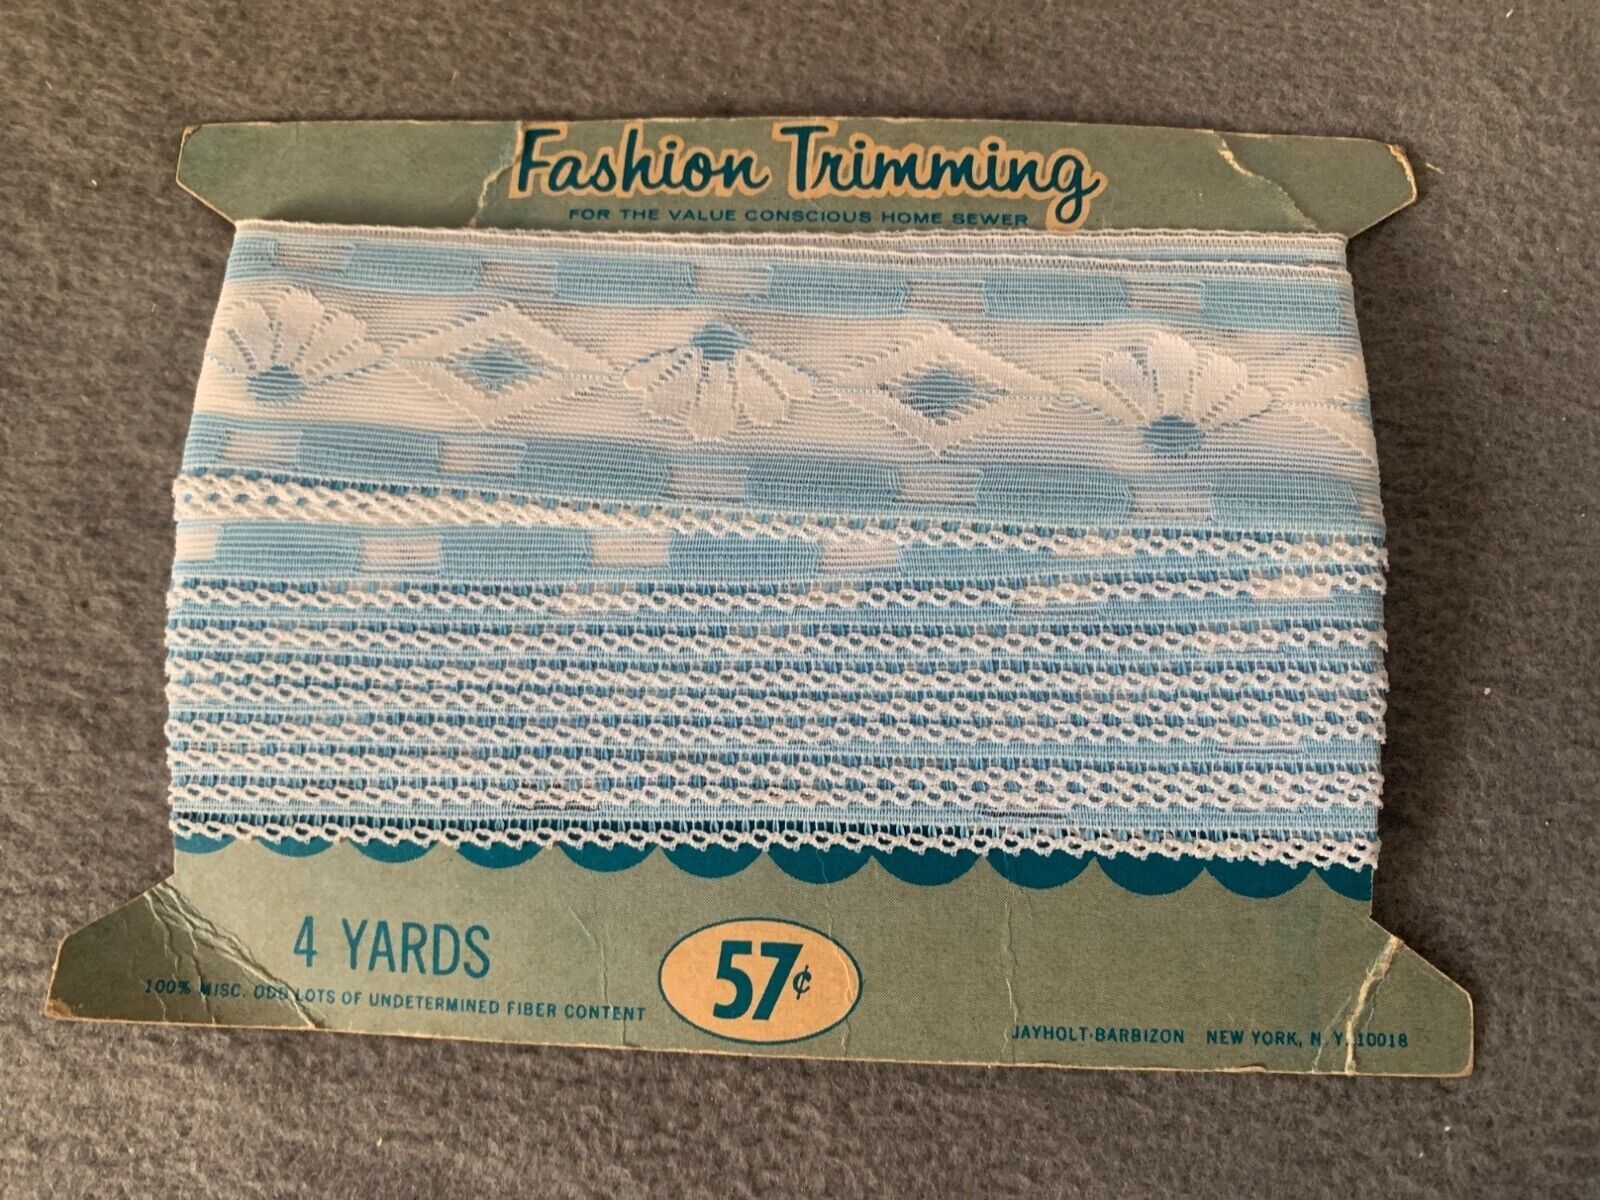 Fashion Trimming
FOR THE VALUE CONSCIOUS HOME SEWER
4 YARDS
100% MISC. ODD LOTS OF UNDETERMINED FIBER CONTENT
57¢
JAYHOLT-BARBIZON NEW YORK, N.Y. 10018